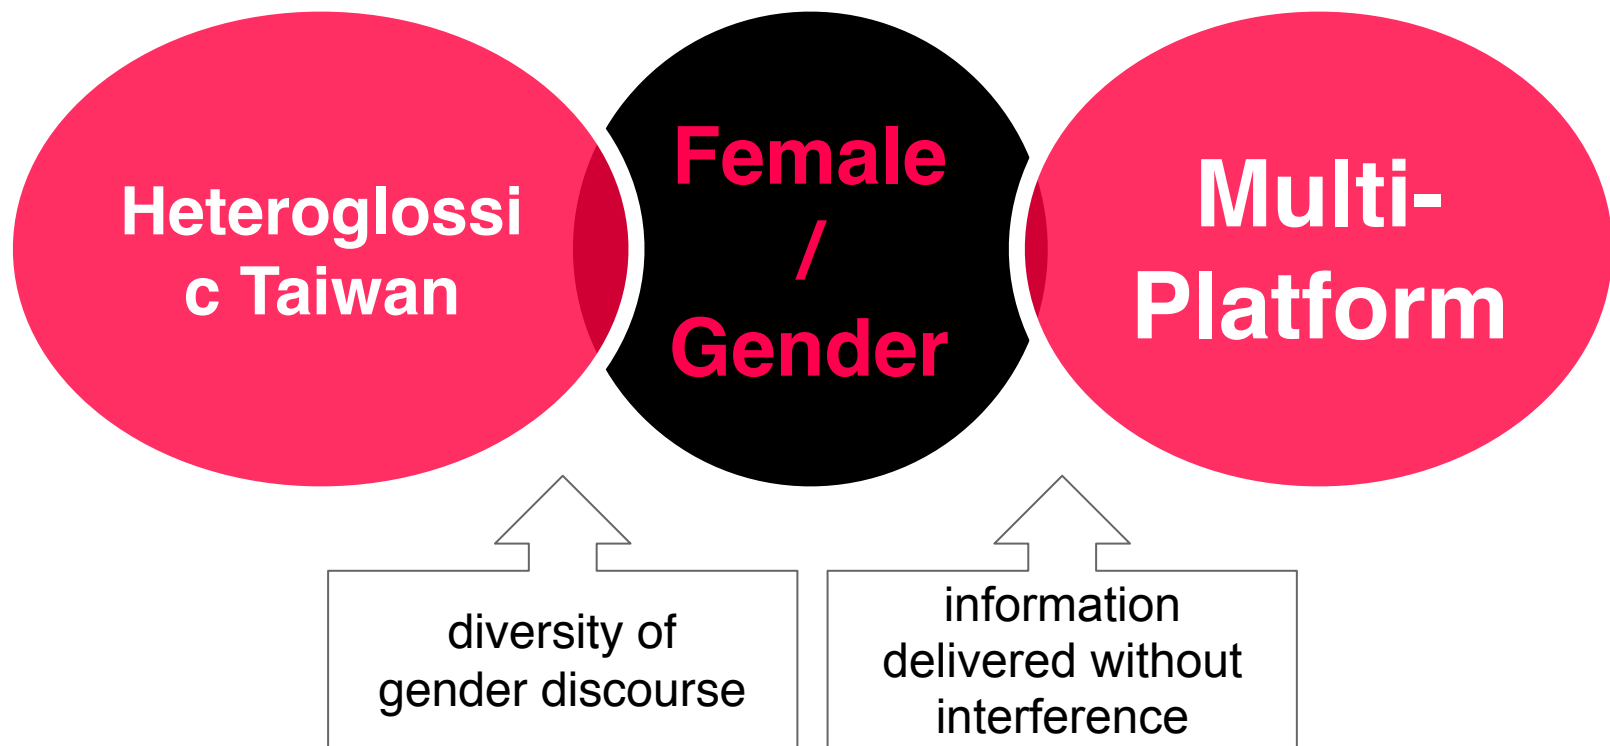 Heteroglossi
c Taiwan
Female
/
Gender
Multi-
Platform
diversity of
gender discourse
information
delivered without
interference